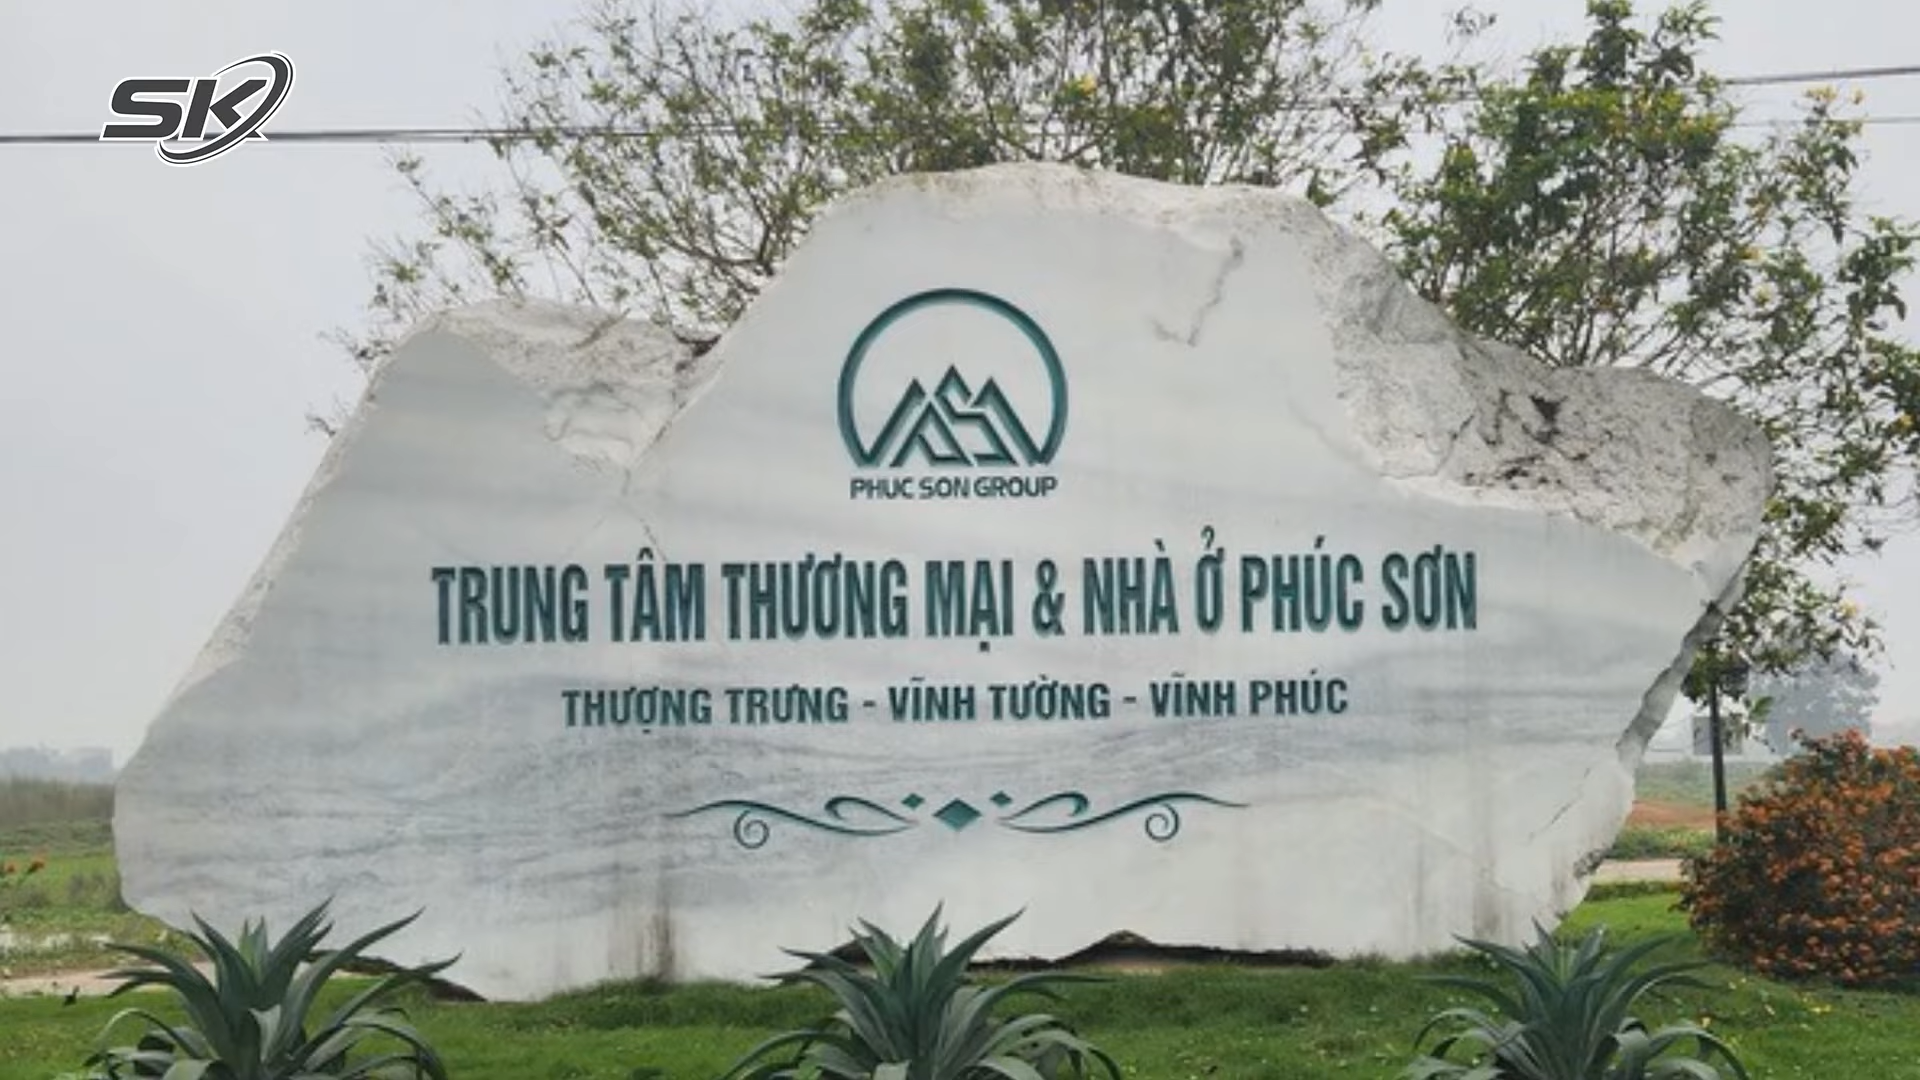 SK
PHUC SON GROUP
TRUNG TÂM THƯƠNG MẠI & NHÀ Ở PHÚC SƠN
THƯỢNG TRƯNG - VĨNH TƯỜNG - VĨNH PHÚC